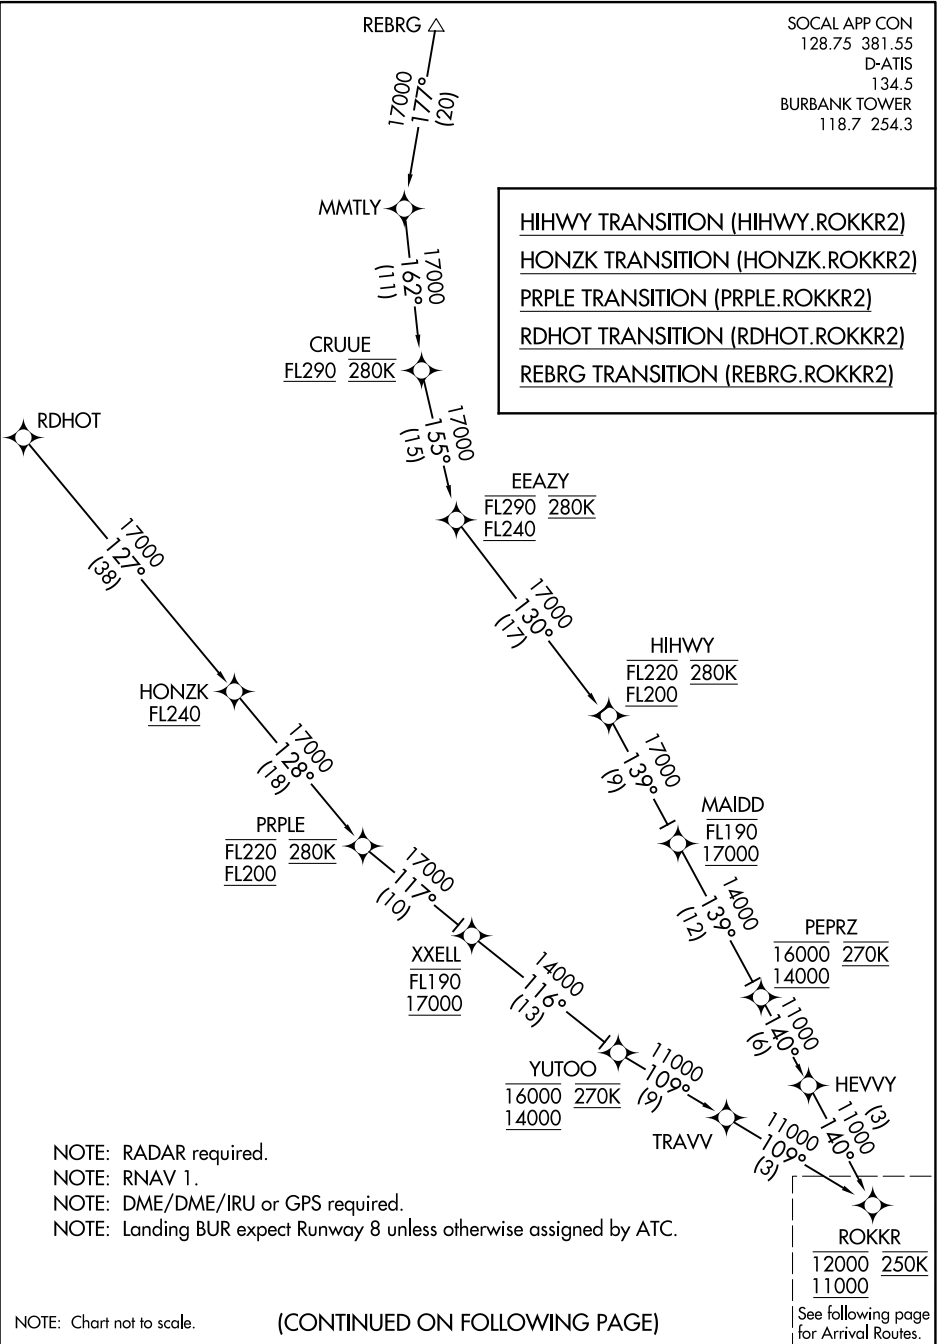 REBRG
SOCAL APP CON
128.75 381.55
D-ATIS
134.5
BURBANK TOWER
118.7 254.3
17000
177°
(20)
MMTLY
HIHWY TRANSITION (HIHWY.ROKKR2)
HONZK TRANSITION (HONZK.ROKKR2)
PRPLE TRANSITION (PRPLE.ROKKR2)
RDHOT TRANSITION (RDHOT.ROKKR2)
REBRG TRANSITION (REBRG.ROKKR2)
17000
162°
(11)
CRUUE
FL290 280K
17000
155°
(15)
RDHOT
EEAZY
FL290 280K
FL240
17000
127°
(38)
17000
130°
(17)
HIHWY
FL220 280K
FL200
HONZK
FL240
17000
128°
(18)
17000
139°
(9)
MAIDD
FL190
17000
PRPLE
FL220 280K
FL200
17000
117°
(10)
14000
139°
(12)
PEPRZ
16000 270K
14000
XXELL
FL190
17000
14000
116°
(13)
11000
140°
(6)
YUTOO
16000 270K
14000
11000
109°
(9)
HEVVY
(3)
11000
140°
TRAVV
11000
109°
(3)
NOTE: RADAR required.
NOTE: RNAV 1.
NOTE: DME/DME/IRU or GPS required.
NOTE: Landing BUR expect Runway 8 unless otherwise assigned by ATC.
ROKKR
12000 250K
11000
See following page
for Arrival Routes.
NOTE: Chart not to scale.
(CONTINUED ON FOLLOWING PAGE)